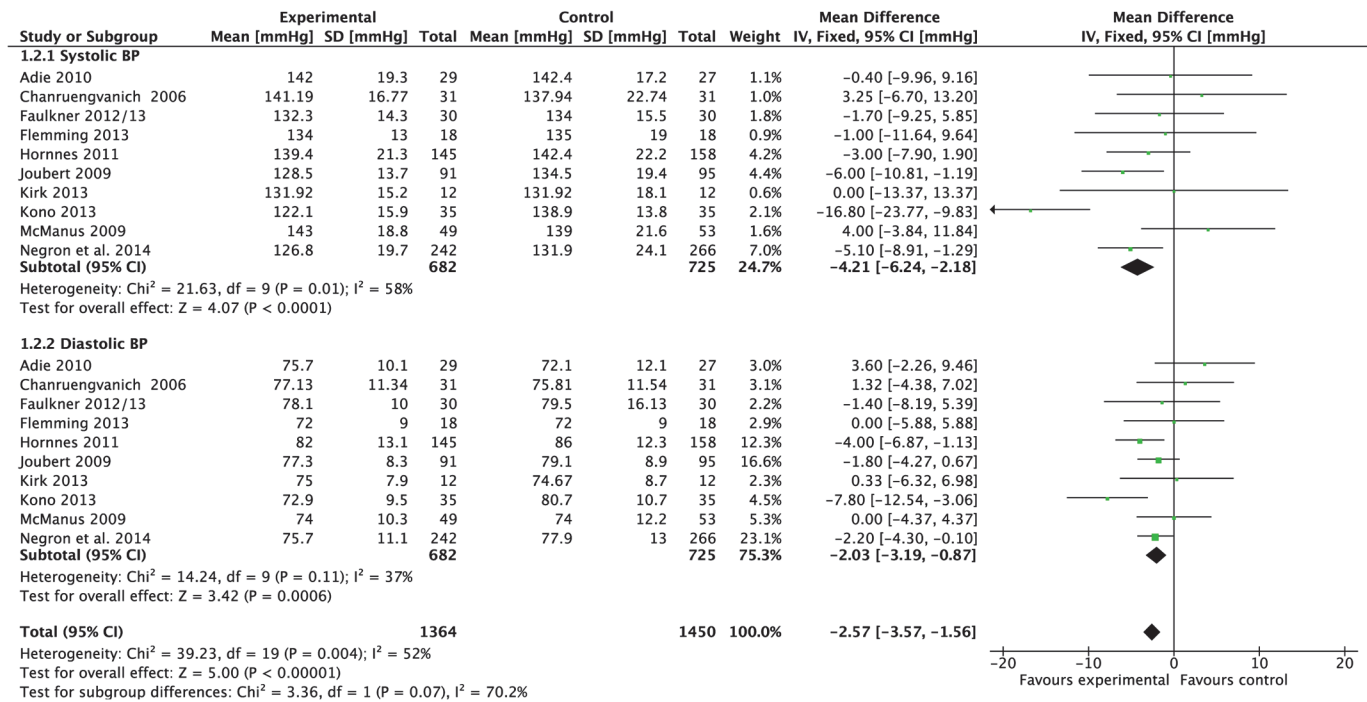 Experimental Control Mean Difference Mean Difference
Study or Subgroup Mean [mmHg] SD [mmHg] Total Mean [mmHg] SD [mmHg] Total Weight IV, Fixed, 95% CI [mmHg] IV, Fixed, 95% CI [mmHg]
1.2.1 Systolic BP
Adie 2010 142 19.3 29 142.4 17.2 27 1.1% −0.40 [−9.96, 9.16]
Chanruengvanich 2006 141.19 16.77 31 137.94 22.74 31 1.0% 3.25 [−6.70, 13.20]
Faulkner 2012/13 132.3 14.3 30 134 15.5 30 1.8% −1.70 [−9.25, 5.85]
Flemming 2013 134 13 18 135 19 18 0.9% −1.00 [−11.64, 9.64]
Hornnes 2011 139.4 21.3 145 142.4 22.2 158 4.2% −3.00 [−7.90, 1.90]
Joubert 2009 128.5 13.7 91 134.5 19.4 95 4.4% −6.00 [−10.81, −1.19]
Kirk 2013 131.92 15.2 12 131.92 18.1 12 0.6% 0.00 [−13.37, 13.37]
Kono 2013 122.1 15.9 35 138.9 13.8 35 2.1% −16.80 [−23.77, −9.83]
McManus 2009 143 18.8 49 139 21.6 53 1.6% 4.00 [−3.84, 11.84]
Negron et al. 2014 126.8 19.7 242 131.9 24.1 266 7.0% −5.10 [−8.91, −1.29]
Subtotal (95% CI) 682 725 24.7% −4.21 [−6.24, −2.18]
Heterogeneity: Chi² = 21.63, df = 9 (P = 0.01); I² = 58%
Test for overall effect: Z = 4.07 (P < 0.0001)
1.2.2 Diastolic BP
Adie 2010 75.7 10.1 29 72.1 12.1 27 3.0% 3.60 [−2.26, 9.46]
Chanruengvanich 2006 77.13 11.34 31 75.81 11.54 31 3.1% 1.32 [−4.38, 7.02]
Faulkner 2012/13 78.1 10 30 79.5 16.13 30 2.2% −1.40 [−8.19, 5.39]
Flemming 2013 72 9 18 72 9 18 2.9% 0.00 [−5.88, 5.88]
Hornnes 2011 82 13.1 145 86 12.3 158 12.3% −4.00 [−6.87, −1.13]
Joubert 2009 77.3 8.3 91 79.1 8.9 95 16.6% −1.80 [−4.27, 0.67]
Kirk 2013 75 7.9 12 74.67 8.7 12 2.3% 0.33 [−6.32, 6.98]
Kono 2013 72.9 9.5 35 80.7 10.7 35 4.5% −7.80 [−12.54, −3.06]
McManus 2009 74 10.3 49 74 12.2 53 5.3% 0.00 [−4.37, 4.37]
Negron et al. 2014 75.7 11.1 242 77.9 13 266 23.1% −2.20 [−4.30, −0.10]
Subtotal (95% CI) 682 725 75.3% −2.03 [−3.19, −0.87]
Heterogeneity: Chi² = 14.24, df = 9 (P = 0.11); I² = 37%
Test for overall effect: Z = 3.42 (P = 0.0006)
Total (95% CI) 1364 1450 100.0% −2.57 [−3.57, −1.56]
Heterogeneity: Chi² = 39.23, df = 19 (P = 0.004); I² = 52%
Test for overall effect: Z = 5.00 (P < 0.00001)
Test for subgroup differences: Chi² = 3.36, df = 1 (P = 0.07), I² = 70.2%
−20 −10 0 10 20
Favours experimental Favours control